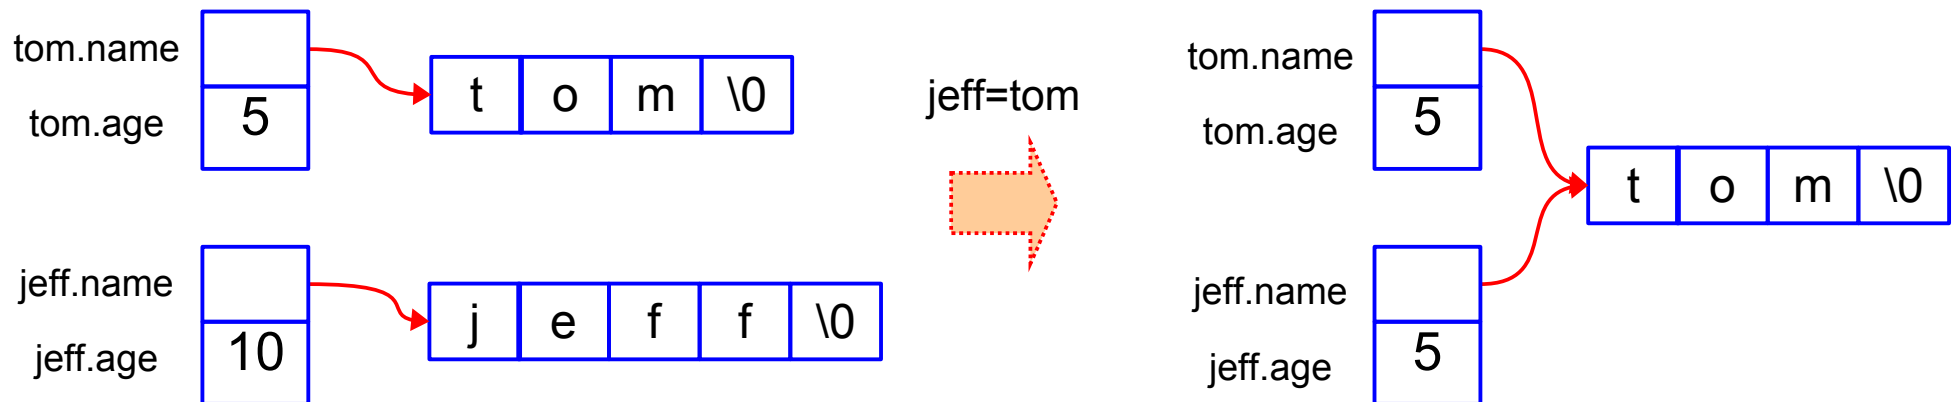 tom.name
tom.age
5
t o m \0
jeff.name
jeff.age
10
j e f f \0
jeff=tom
tom.name
tom.age
5
t o m \0
jeff.name
jeff.age
5